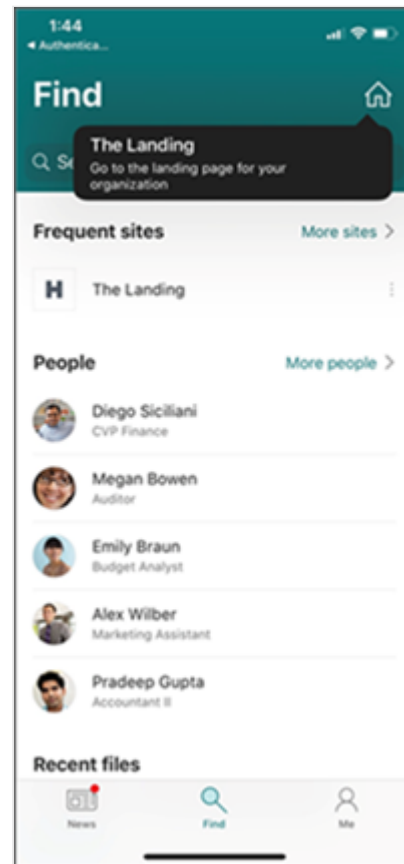 1:44
◀ Authentica...
Find
The Landing
Go to the landing page for your
organization
Se
Frequent sites
More sites >
H
The Landing
People
More people >
Diego Siciliani
CVP Finance
Megan Bowen
Auditor
Emily Braun
Budget Analyst
Alex Wilber
Marketing Assistant
Pradeep Gupta
Accountant II
Recent files
News
Find
Me